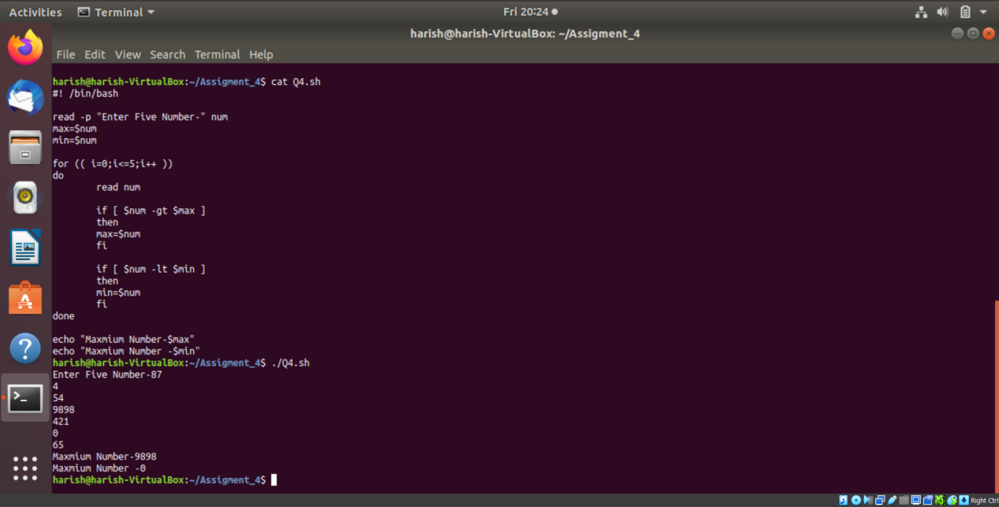 Activities Terminal Fri 20:24
harish@harish-VirtualBox: ~/Assigment_4
File Edit View Search Terminal Help
harish@harish-VirtualBox:~/Assigment_4$ cat Q4.sh
#! /bin/bash
read -p "Enter Five Number-" num
max=$num
min=$num
for (( i=0;i<=5;i++ ))
do
read num
if [ $num -gt $max ]
then
max=$num
fi
if [ $num -lt $min ]
then
min=$num
fi
done
echo "Maxmium Number-$max"
echo "Maxmium Number -$min"
harish@harish-VirtualBox:~/Assigment_4$ ./Q4.sh
Enter Five Number-87
4
54
9898
421
0
65
Maxmium Number-9898
Maxmium Number -0
harish@harish-VirtualBox:~/Assigment_4$
Right Ctrl